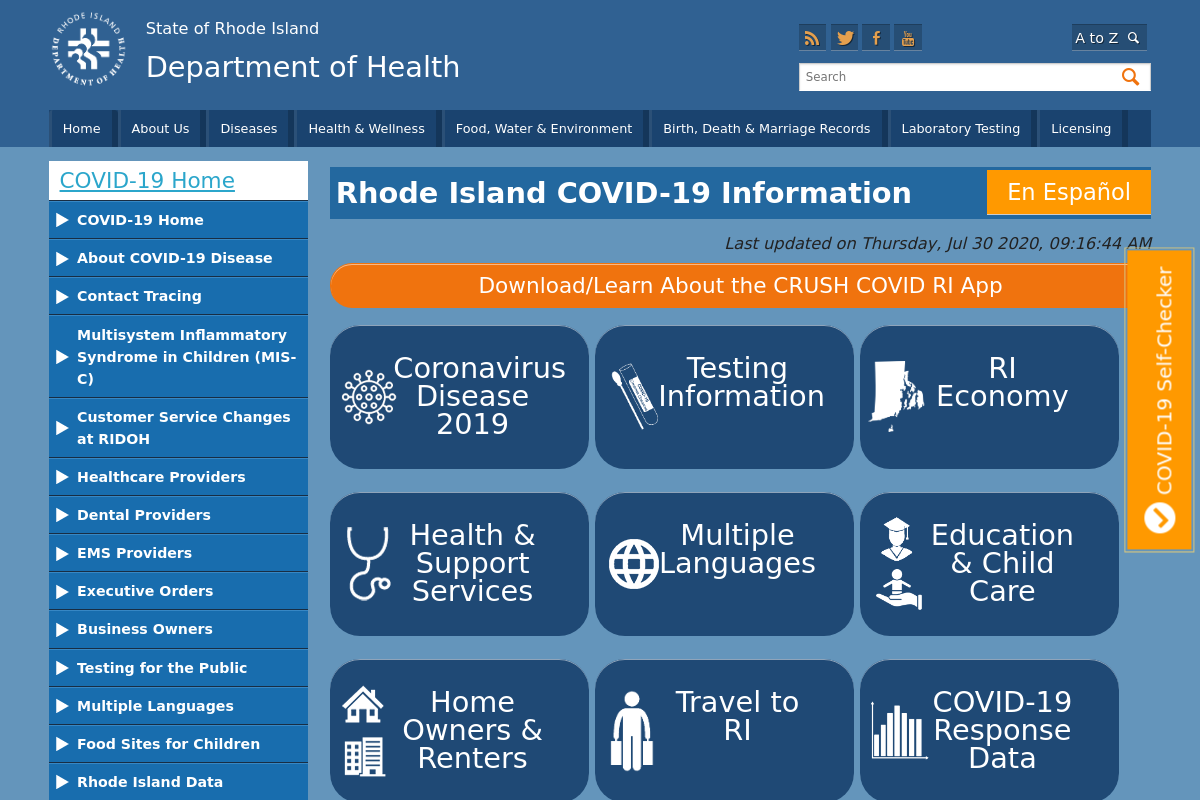 RHODE ISLAND
DEPARTMENT OF HEALTH
State of Rhode Island
Department of Health
You
Tube
A to Z
Search
Home
About Us
Diseases
Health & Wellness
Food, Water & Environment
Birth, Death & Marriage Records
Laboratory Testing
Licensing
COVID-19 Home
COVID-19 Home
About COVID-19 Disease
Contact Tracing
Multisystem Inflammatory
Syndrome in Children (MIS-
C)
Customer Service Changes
at RIDOH
Healthcare Providers
Dental Providers
EMS Providers
Executive Orders
Business Owners
Testing for the Public
Multiple Languages
Food Sites for Children
Rhode Island Data
Rhode Island COVID-19 Information
En Español
Last updated on Thursday, Jul 30 2020, 09:16:44 AM
Download/Learn About the CRUSH COVID RI App
COVID-19 Self-Checker
Coronavirus
Disease
2019
Testing
Information
RI
Economy
Health &
Support
Services
Multiple
Languages
Education
& Child
Care
Home
Owners &
Renters
Travel to
RI
COVID-19
Response
Data